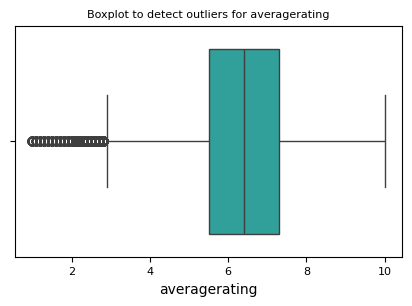 Boxplot to detect outliers for averagerating
2 4 6 8 10
averagerating